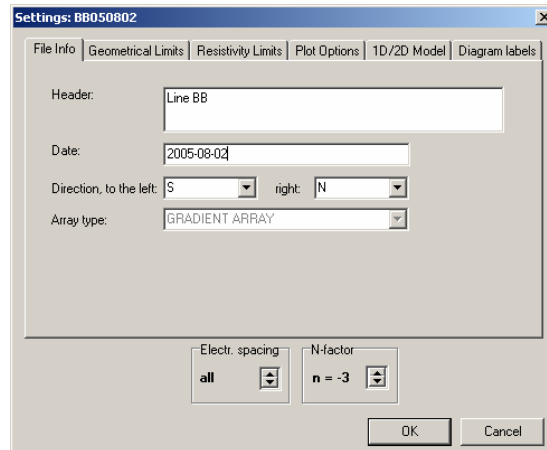 Settings: BB050802
File Info Geometrical Limits Resistivity Limits Plot Options 1D/2D Model Diagram labels
Header: Line BB
Date: 2005-08-02
Direction, to the left: S right: N
Array type: GRADIENT ARRAY
Electr. spacing N-factor
all n = -3
OK Cancel